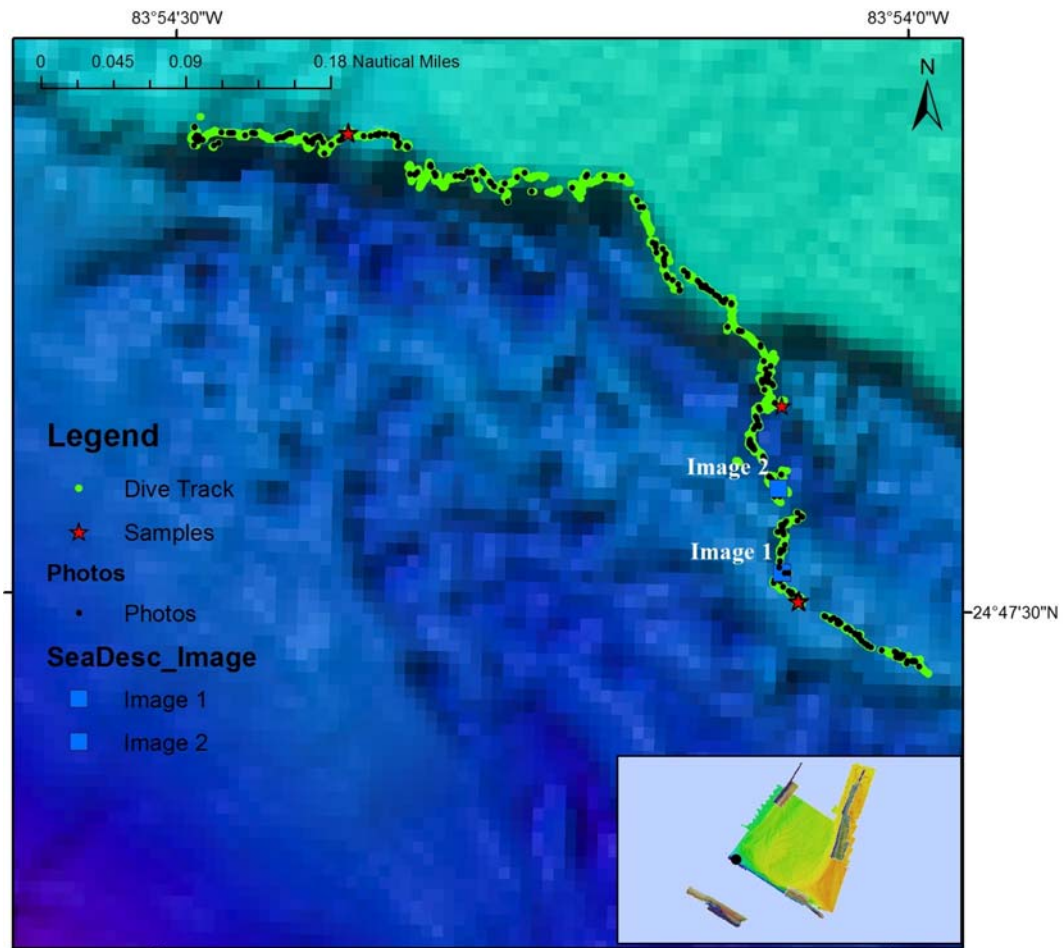 83°54'30"W
83°54'0"W
0 0.045 0.09 0.18 Nautical Miles
N
Legend
Dive Track
Samples
Photos
Photos
SeaDesc_Image
Image 1
Image 2
Image 2
Image 1
24°47'30"N